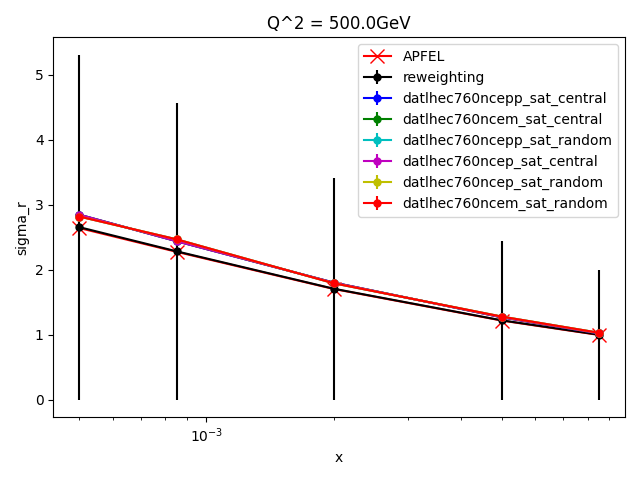 Q^2 = 500.0GeV
APFEL
reweighting
datlhec760ncepp_sat_central
datlhec760ncem_sat_central
datlhec760ncepp_sat_random
datlhec760ncep_sat_central
datlhec760ncep_sat_random
datlhec760ncem_sat_random
sigma_r
5
4
3
2
1
0
10^{-3}
x